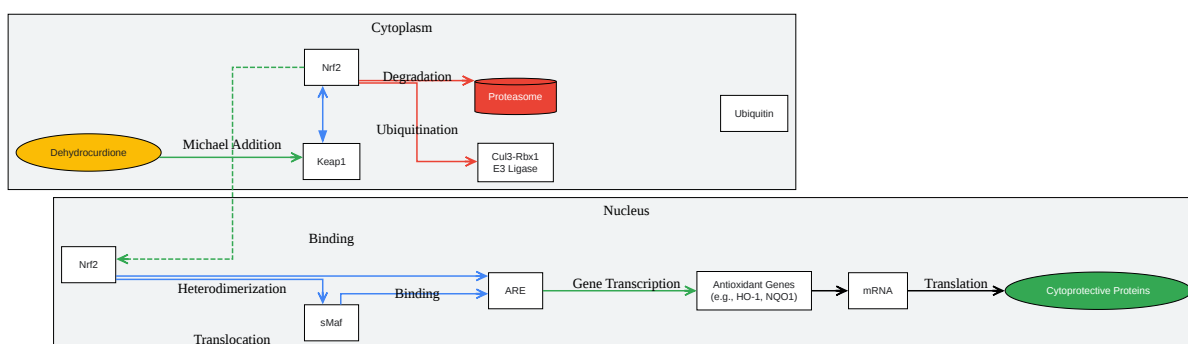 Cytoplasm
Nrf2
Degradation
Proteasome
Ubiquitin
Ubiquitination
Dehydrocurdione
Michael Addition
Keap1
Cul3-Rbx1
E3 Ligase
Nucleus
Binding
Nrf2
Heterodimerization
Binding
ARE
Gene Transcription
Antioxidant Genes
(e.g., HO-1, NQO1)
mRNA
Translation
Cytoprotective Proteins
sMaf
Translocation